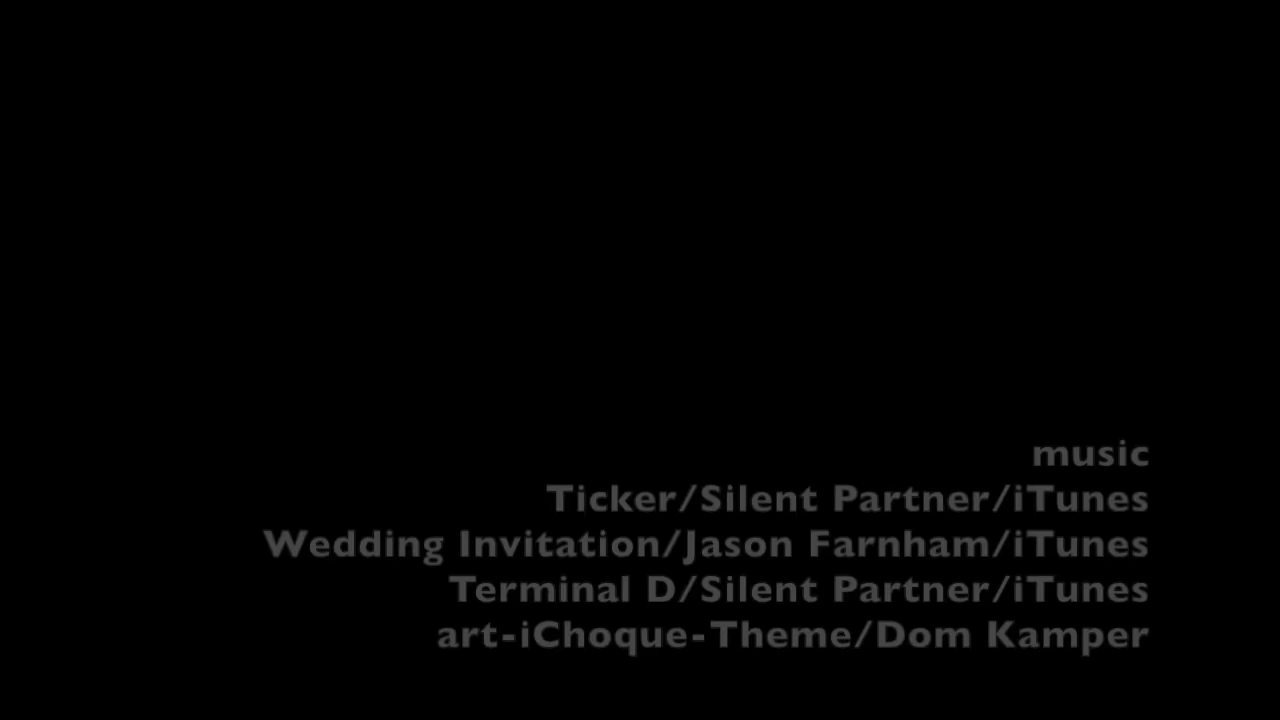 music
Ticker/Silent Partner/iTunes
Wedding Invitation/Jason Farnham/iTunes
Terminal D/Silent Partner/iTunes
art-iChoque-Theme/Dom Kamper